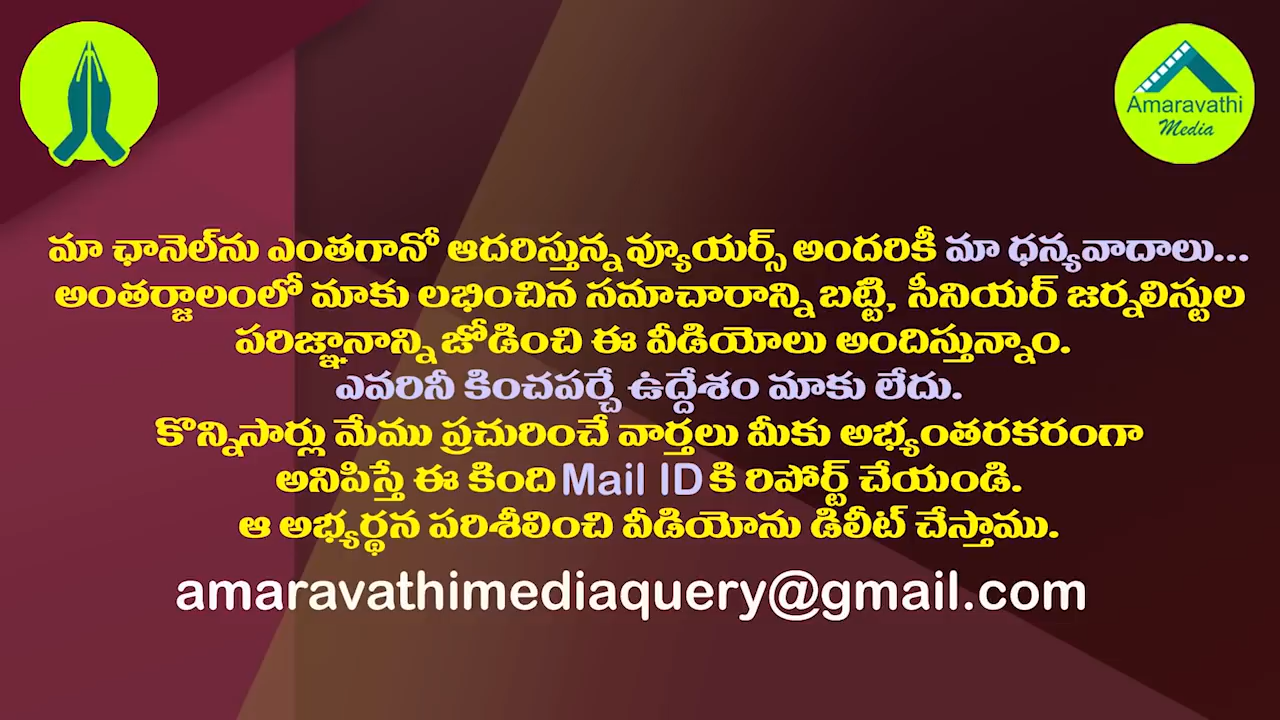 Amaravathi
Media
మా ఛానెల్‌ను ఎంతగానో ఆదరిస్తున్న వ్యూయర్స్ అందరికీ మా ధన్యవాదాలు...
అంతర్జాలంలో మాకు లభించిన సమాచారాన్ని బట్టి, సీనియర్ జర్నలిస్టుల
పరిజ్ఞానాన్ని జోడించి ఈ వీడియోలు అందిస్తున్నాం.
ఎవరినీ కించపర్చే ఉద్దేశం మాకు లేదు.
కొన్నిసార్లు మేము ప్రచురించే వార్తలు మీకు అభ్యంతరకరంగా
అనిపిస్తే ఈ కింది Mail ID కి రిపోర్ట్ చేయండి.
ఆ అభ్యర్థన పరిశీలించి వీడియోను డిలీట్ చేస్తాము.
amaravathimediaquery@gmail.com